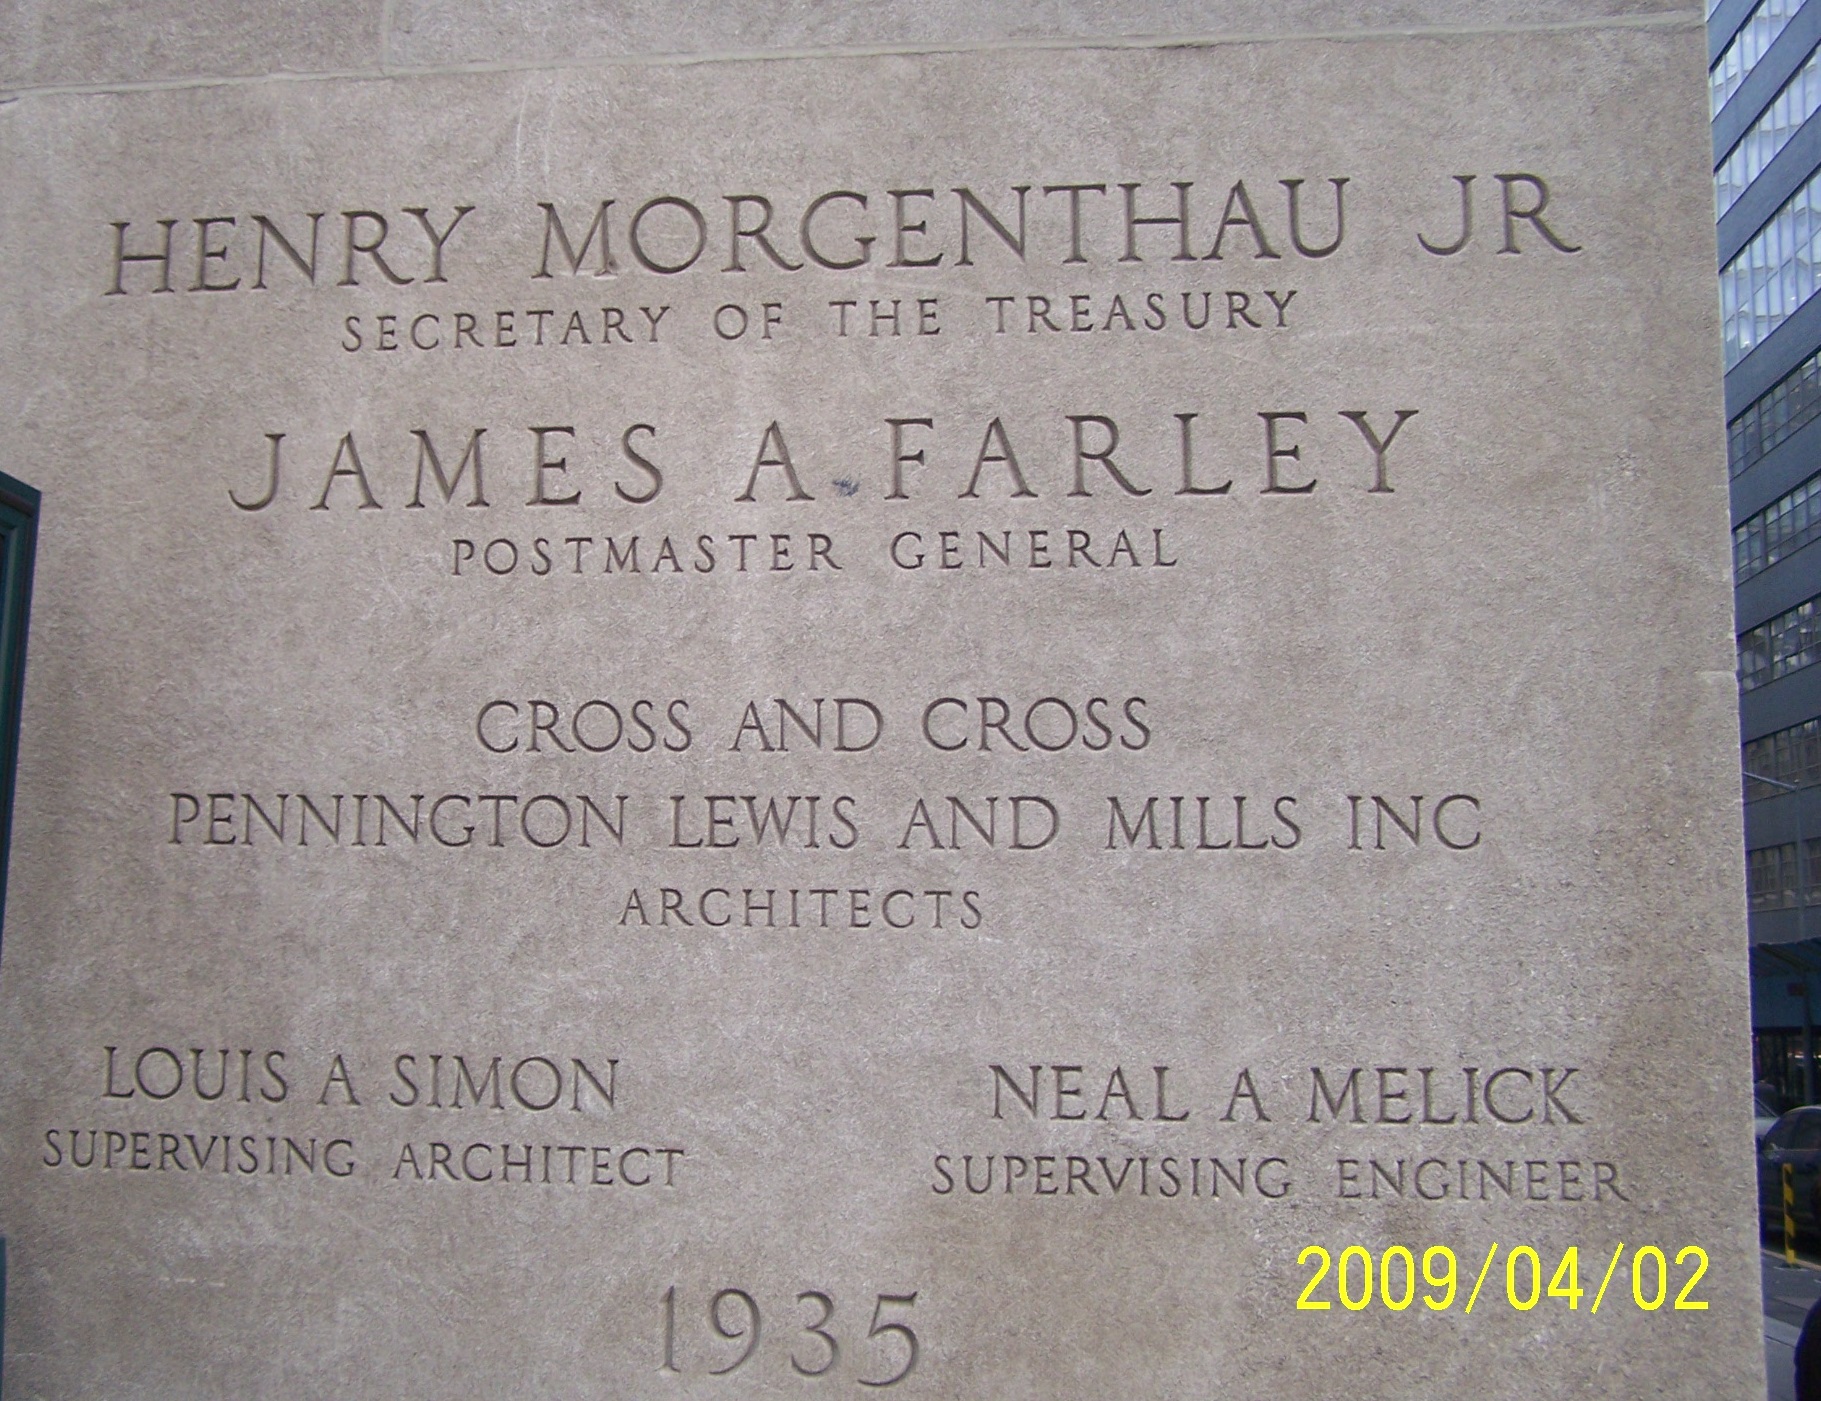 HENRY MORGENTHAU JR
SECRETARY OF THE TREASURY
JAMES A FARLEY
POSTMASTER GENERAL
CROSS AND CROSS
PENNINGTON LEWIS AND MILLS INC
ARCHITECTS
LOUIS A SIMON
SUPERVISING ARCHITECT
NEAL A MELICK
SUPERVISING ENGINEER
1935
2009/04/02